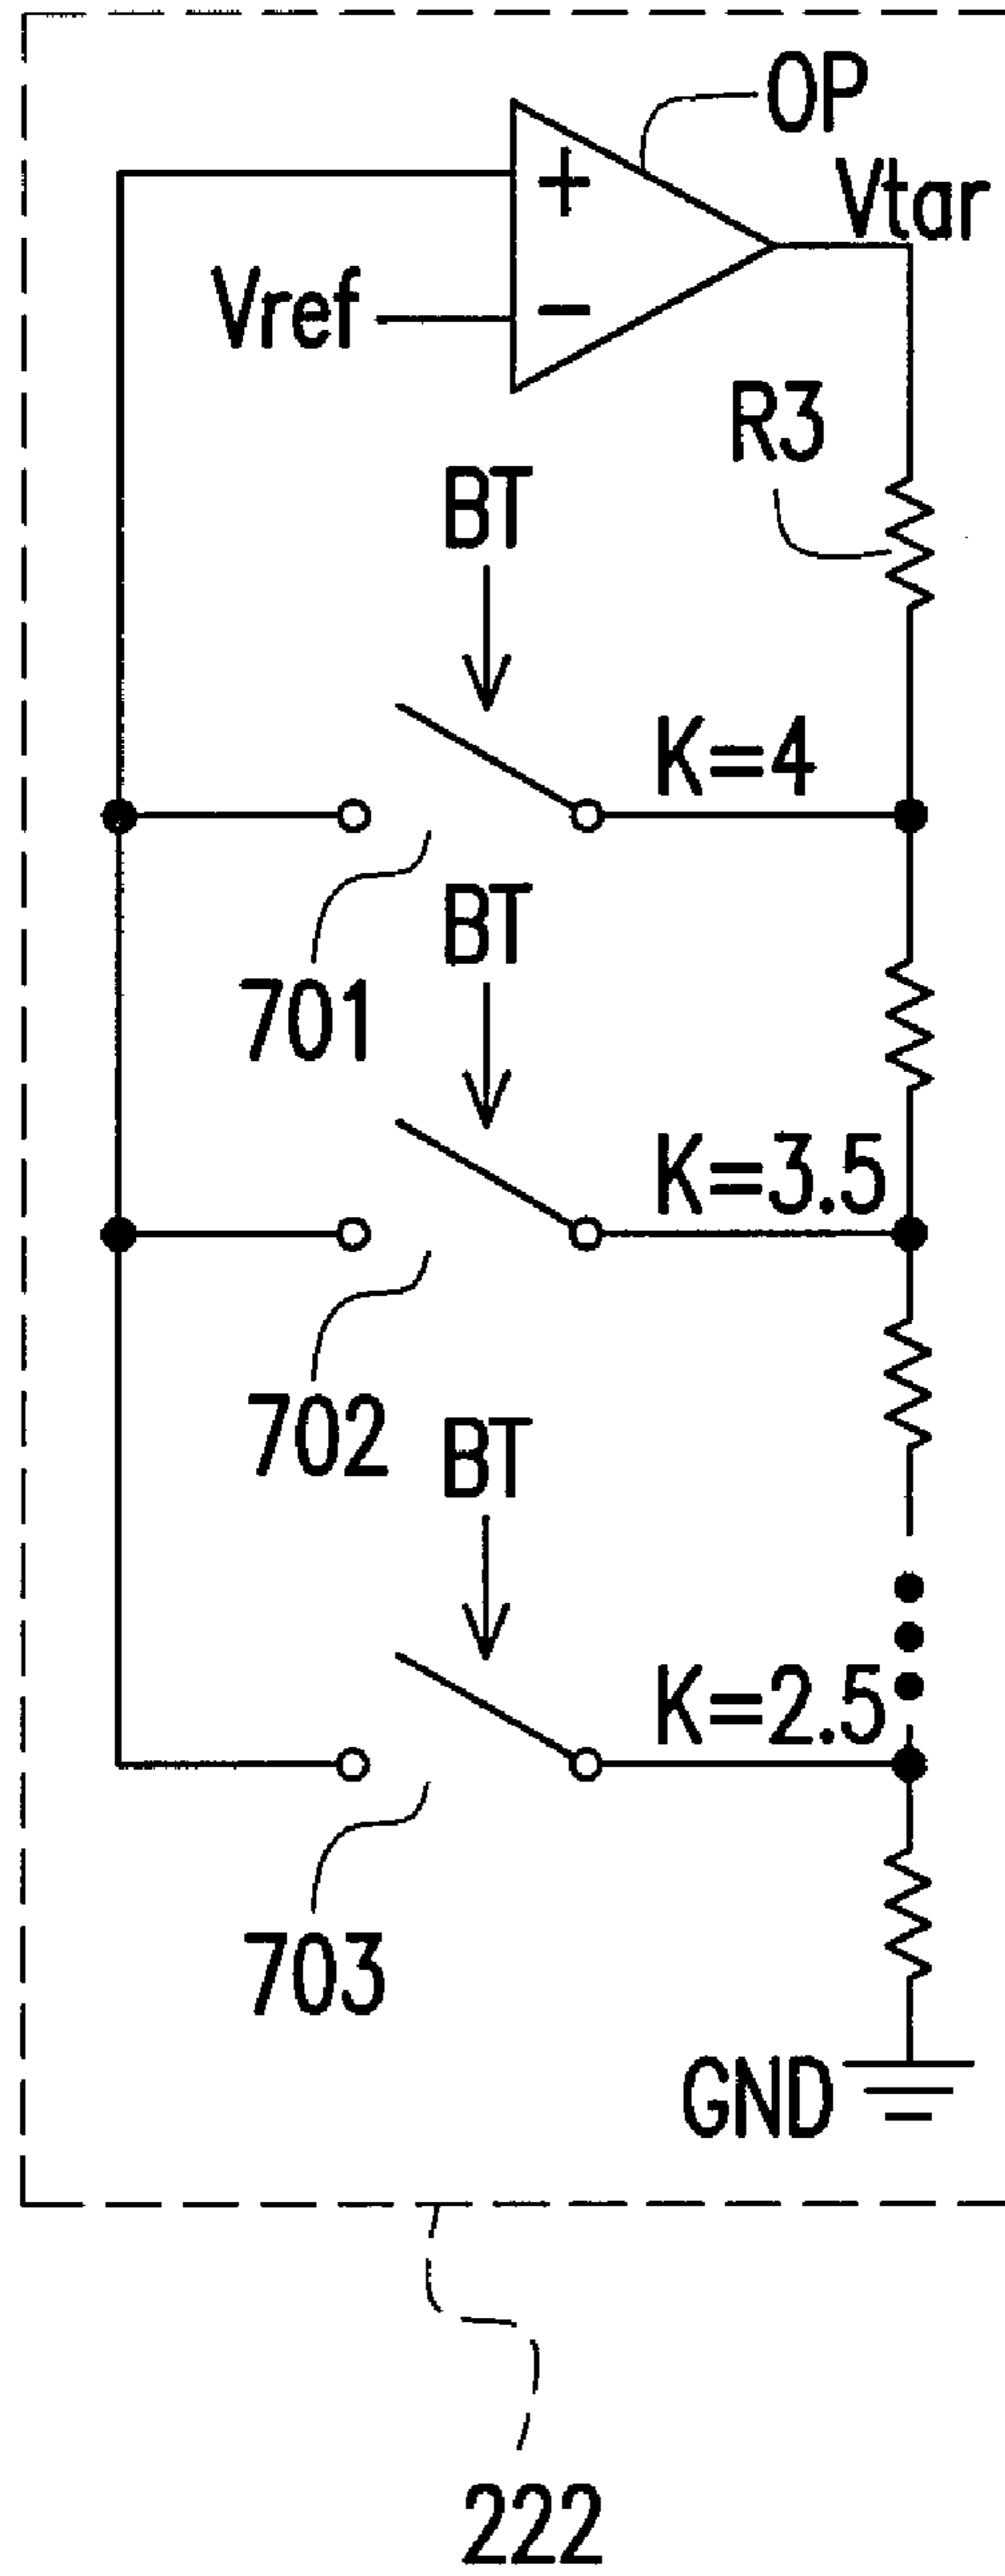 OP
Vtar
+
Vref
−
R3
BT
K=4
701
BT
K=3.5
702
BT
K=2.5
703
GND
222